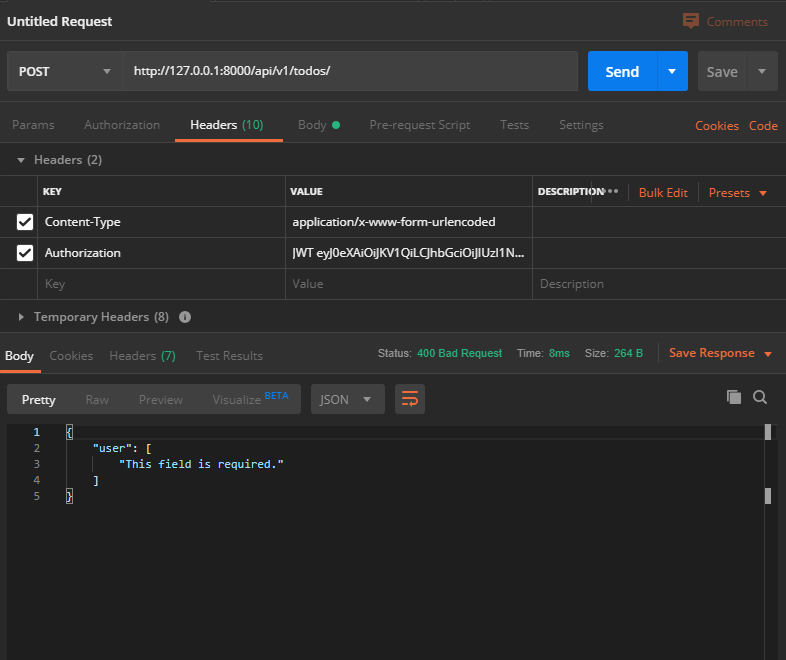 Untitled Request Comments
POST http://127.0.0.1:8000/api/v1/todos/ Send Save
Params Authorization Headers (10) Body Pre-request Script Tests Settings Cookies Code
Headers (2)
KEY VALUE DESCRIPTION ••• Bulk Edit Presets
Content-Type application/x-www-form-urlencoded
Authorization JWT eyJ0eXAiOiJKV1QiLCJhbGciOiJIUzI1N...
Key Value Description
Temporary Headers (8)
Body Cookies Headers (7) Test Results Status: 400 Bad Request Time: 8ms Size: 264 B Save Response
Pretty Raw Preview Visualize BETA JSON
1 {
2 "user": [
3 "This field is required."
4 ]
5 }